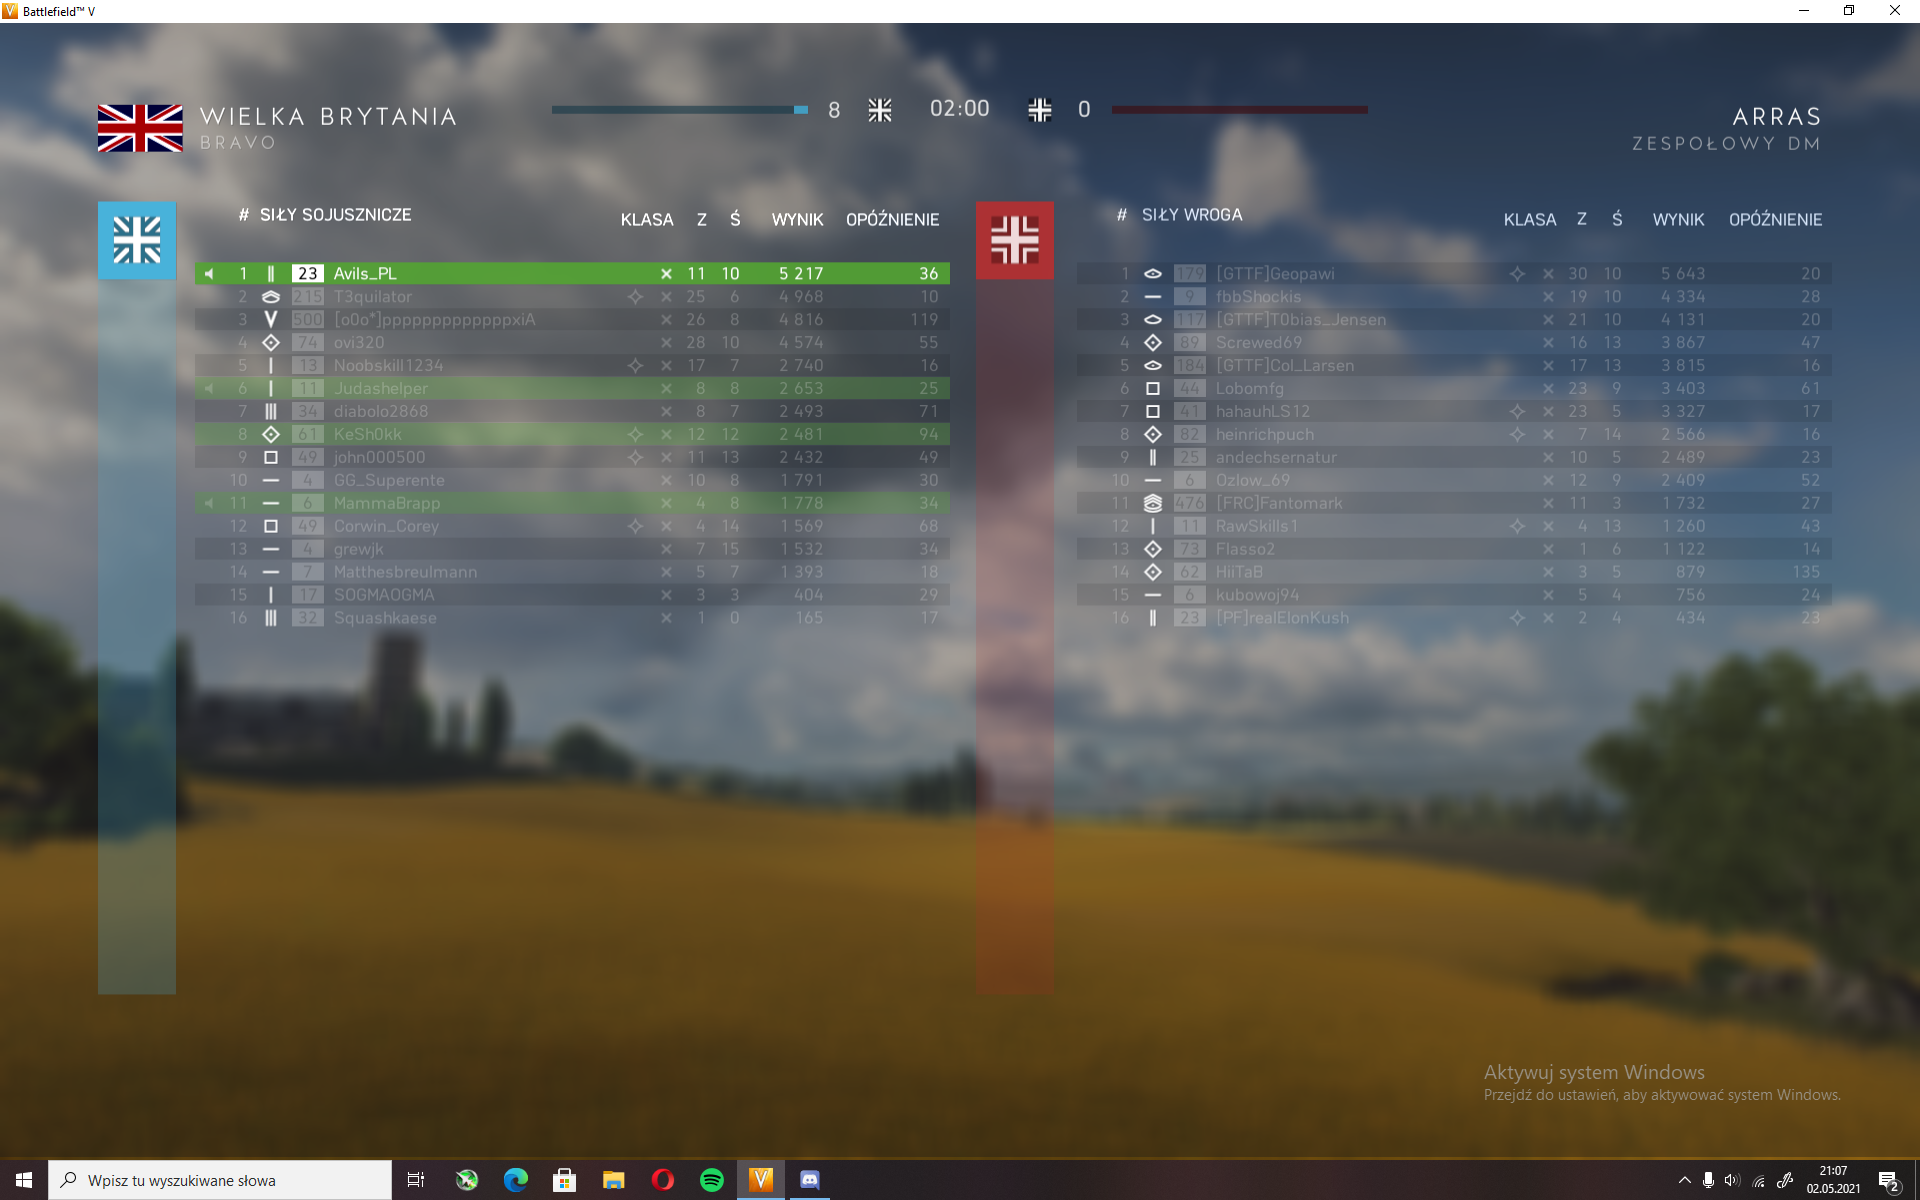 Battlefield™ V
WIELKA BRYTANIA
BRAVO
8 02:00 0
ARRAS
ZESPOŁOWY DM
# SIŁY SOJUSZNICZE KLASA Z Ś WYNIK OPÓŹNIENIE
1 23 Avils_PL 11 10 5 217 36
2 215 T3quilator 25 6 4 968 10
3 500 [o0o*]ppppppppppppppxiA 26 8 4 816 119
4 74 ovi320 28 10 4 574 55
5 13 Noobskill1234 17 7 2 740 16
6 11 Judashelper 8 8 2 653 25
7 34 diabolo2868 8 7 2 493 71
8 61 KeSh0kk 12 12 2 481 94
9 49 john000500 11 13 2 432 49
10 4 GG_Superente 10 8 1 791 30
11 6 MammaBrapp 4 8 1 778 34
12 49 Corwin_Corey 4 14 1 569 68
13 4 grewjk 7 15 1 532 34
14 7 Matthesbreulmann 5 7 1 393 18
15 17 SOGMAOGMA 3 3 404 29
16 32 Squashkaese 1 0 165 17
# SIŁY WROGA KLASA Z Ś WYNIK OPÓŹNIENIE
1 179 [GTTF]Geopawi 30 10 5 643 20
2 9 fbbShockis 19 10 4 334 28
3 117 [GTTF]T0bias_Jensen 21 10 4 131 20
4 89 Screwed69 16 13 3 867 47
5 184 [GTTF]Col_Larsen 17 13 3 815 16
6 44 Lobomfg 23 9 3 403 61
7 41 hahauhLS12 23 5 3 327 17
8 82 heinrichpuch 7 14 2 566 16
9 25 andechsernatur 10 5 2 489 23
10 6 Ozlow_69 12 9 2 409 52
11 476 [FRC]Fantomark 11 3 1 732 27
12 11 RawSkills1 4 13 1 260 43
13 73 Flasso2 1 6 1 122 14
14 62 HiiTaB 3 5 879 135
15 6 kubowoj94 5 4 756 24
16 23 [PF]realElonKush 2 4 434 23
Aktywuj system Windows
Przejdź do ustawień, aby aktywować system Windows.
Wpisz tu wyszukiwane słowa
21:07
02.05.2021
2